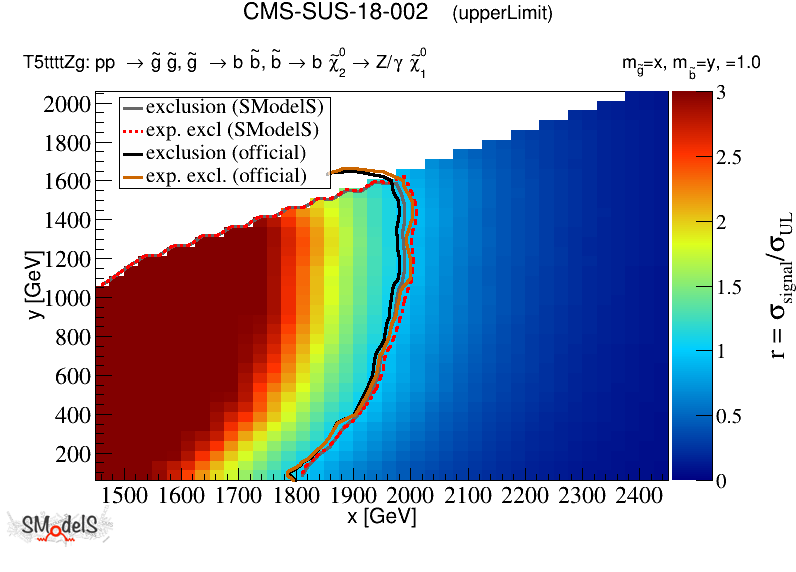 CMS-SUS-18-002 (upperLimit)
T5ttttZg: pp → g̃ g̃, g̃ → b b̃, b̃ → b χ̃⁰₂ → Z/γ χ̃⁰₁
m_g̃=x, m_b̃=y, =1.0
exclusion (SModelS)
exp. excl (SModelS)
exclusion (official)
exp. excl. (official)
y [GeV]
2000
1800
1600
1400
1200
1000
800
600
400
200
1500 1600 1700 1800 1900 2000 2100 2200 2300 2400
x [GeV]
3
2.5
2
1.5
1
0.5
0
r = σ_signal/σ_UL
SModelS